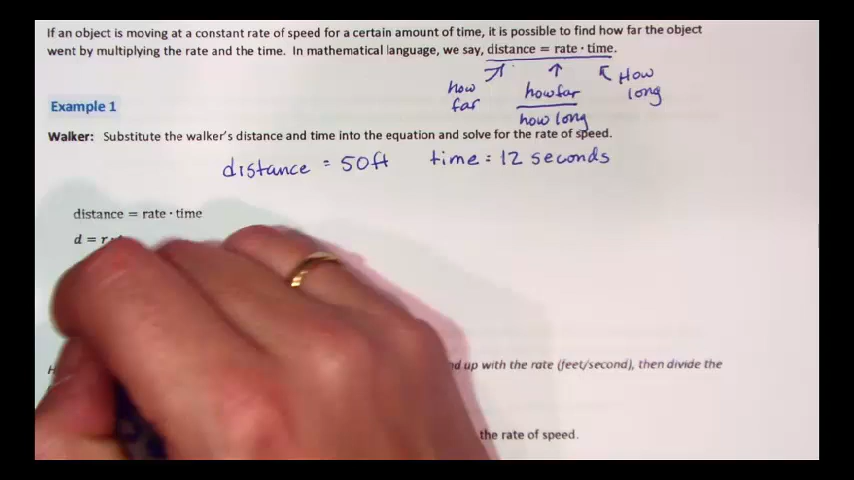 If an object is moving at a constant rate of speed for a certain amount of time, it is possible to find how far the object
went by multiplying the rate and the time. In mathematical language, we say, distance = rate · time.
how far
how far
how long
How long
Example 1
Walker: Substitute the walker's distance and time into the equation and solve for the rate of speed.
distance = 50ft time = 12 seconds
distance = rate · time
d = r
up with the rate (feet/second), then divide the
the rate of speed.